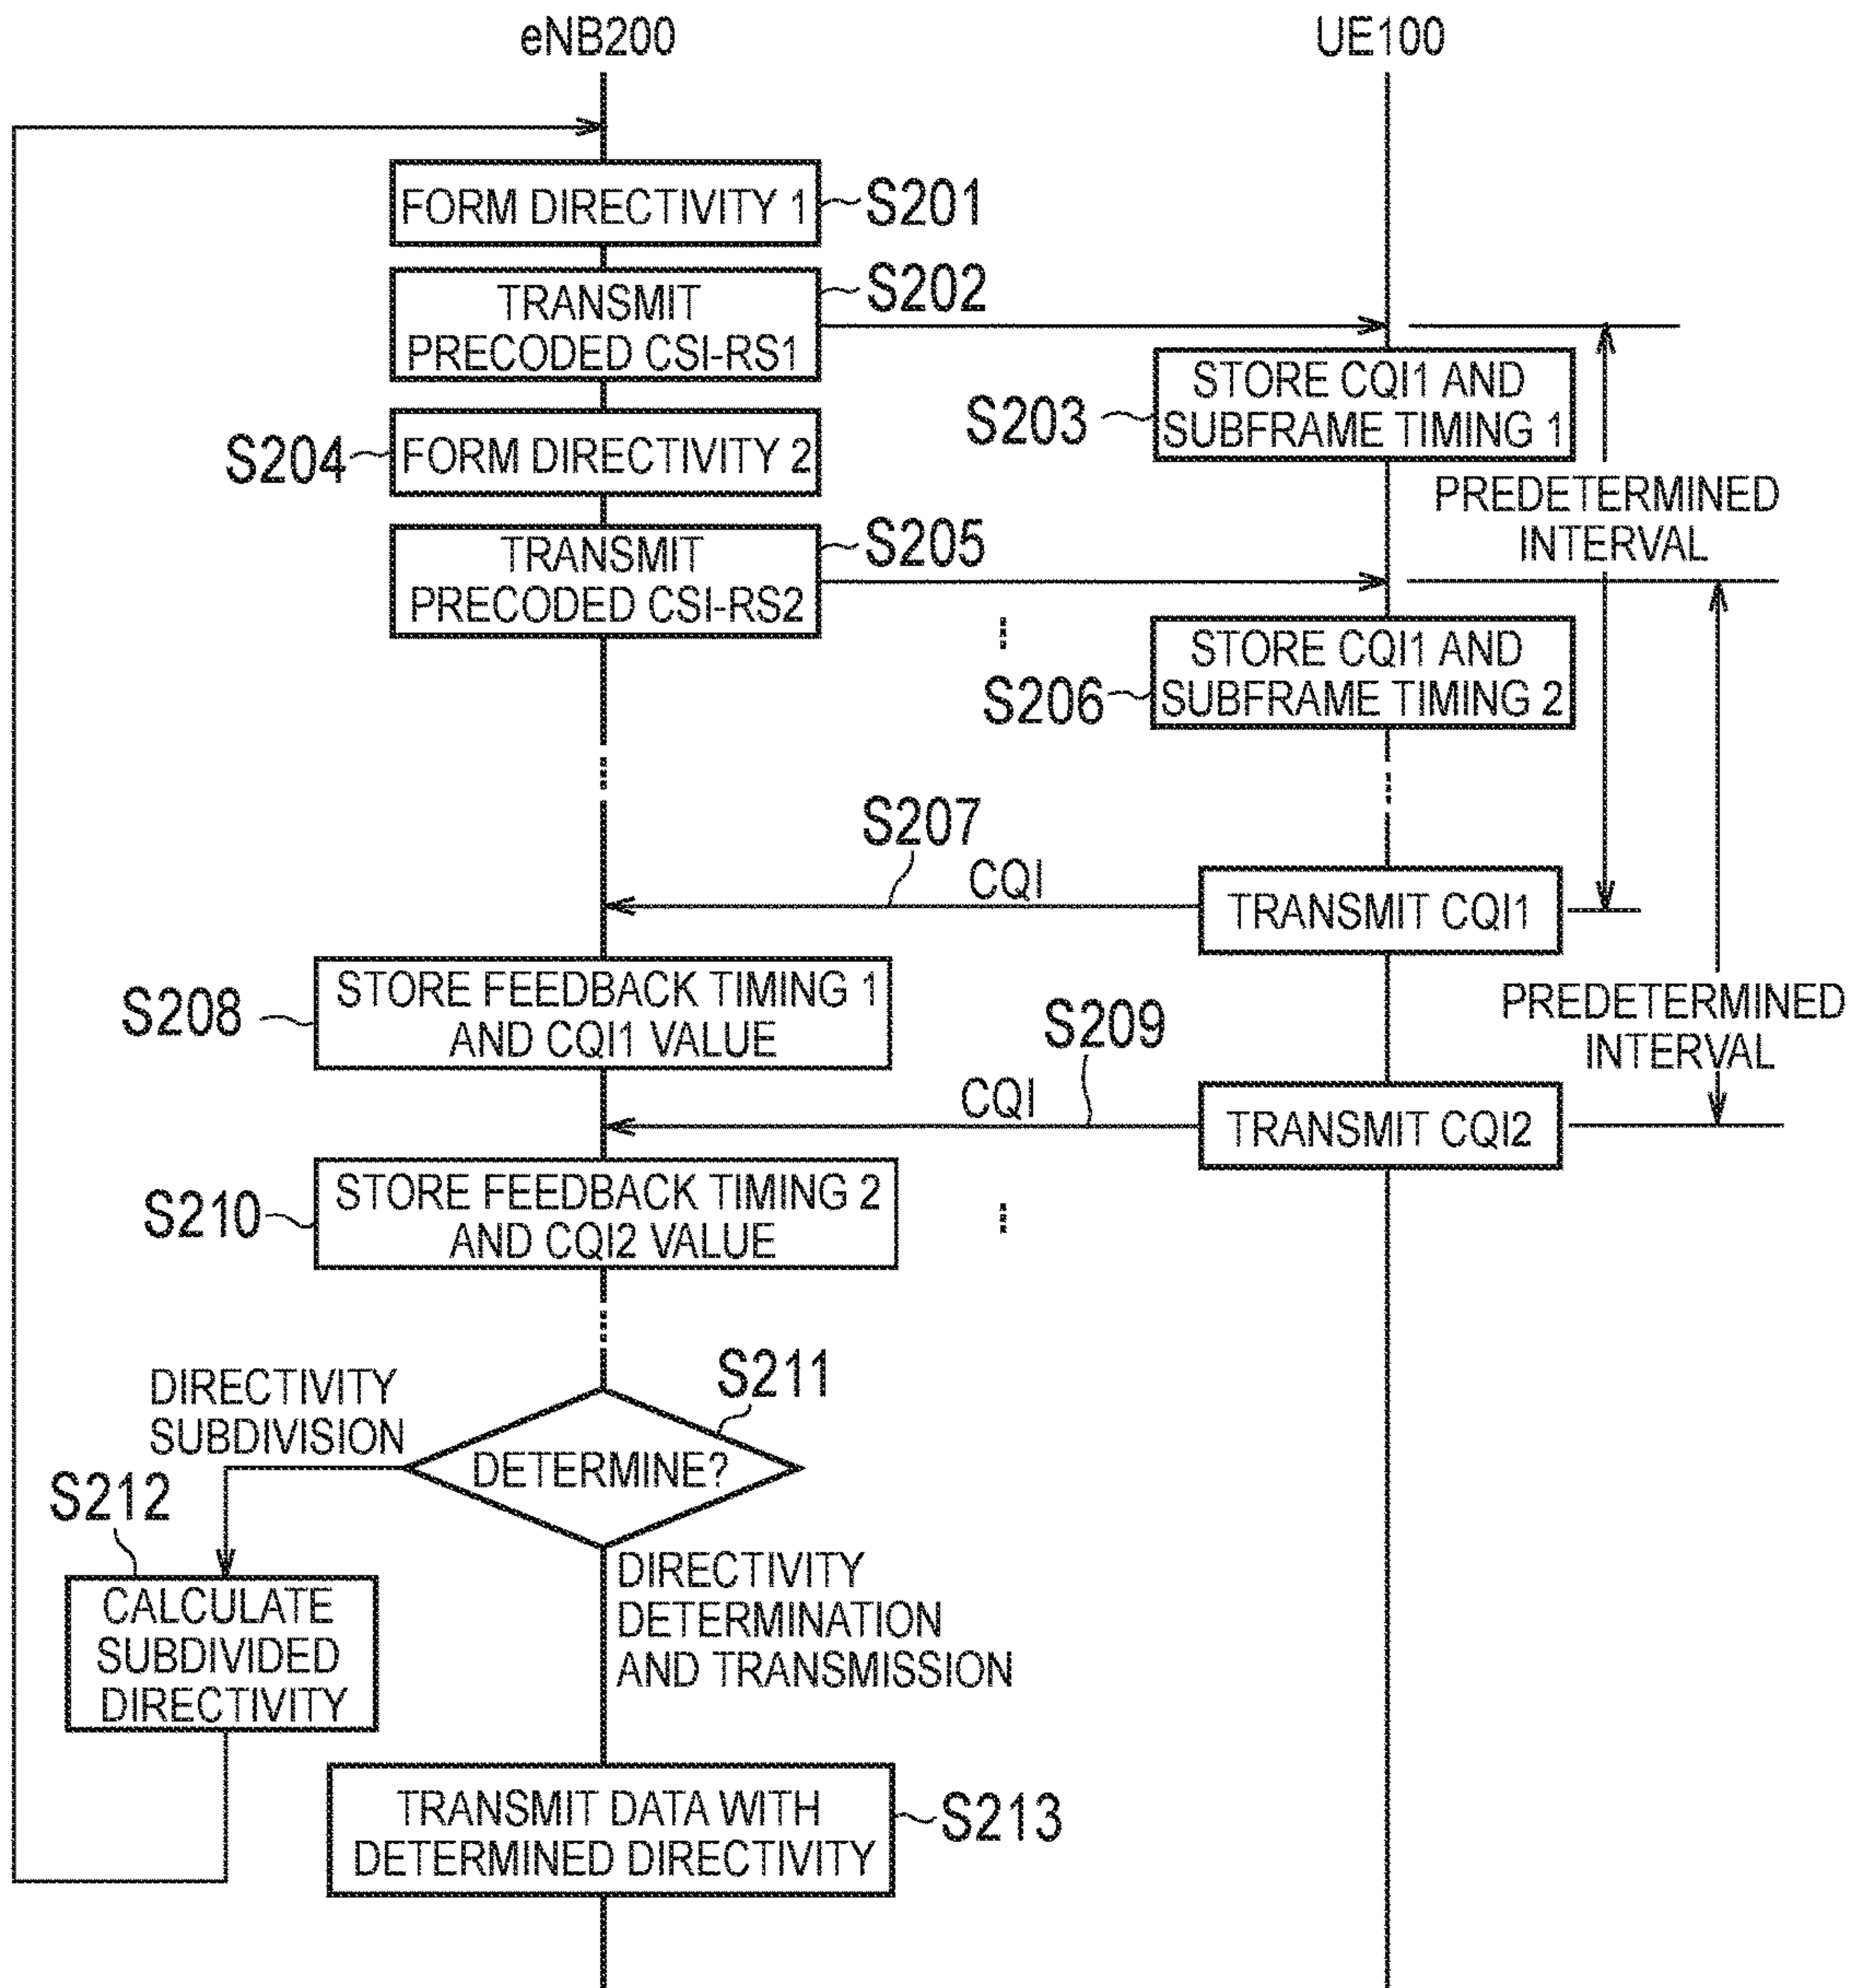 eNB200
UE100
FORM DIRECTIVITY 1
S201
TRANSMIT
PRECODED CSI-RS1
S202
STORE CQI1 AND
SUBFRAME TIMING 1
S203
PREDETERMINED
INTERVAL
S204
FORM DIRECTIVITY 2
TRANSMIT
PRECODED CSI-RS2
S205
STORE CQI1 AND
SUBFRAME TIMING 2
S206
S207
CQI
TRANSMIT CQI1
S208
STORE FEEDBACK TIMING 1
AND CQI1 VALUE
PREDETERMINED
INTERVAL
S209
CQI
TRANSMIT CQI2
S210
STORE FEEDBACK TIMING 2
AND CQI2 VALUE
S211
DETERMINE?
DIRECTIVITY
SUBDIVISION
S212
CALCULATE
SUBDIVIDED
DIRECTIVITY
DIRECTIVITY
DETERMINATION
AND TRANSMISSION
TRANSMIT DATA WITH
DETERMINED DIRECTIVITY
S213